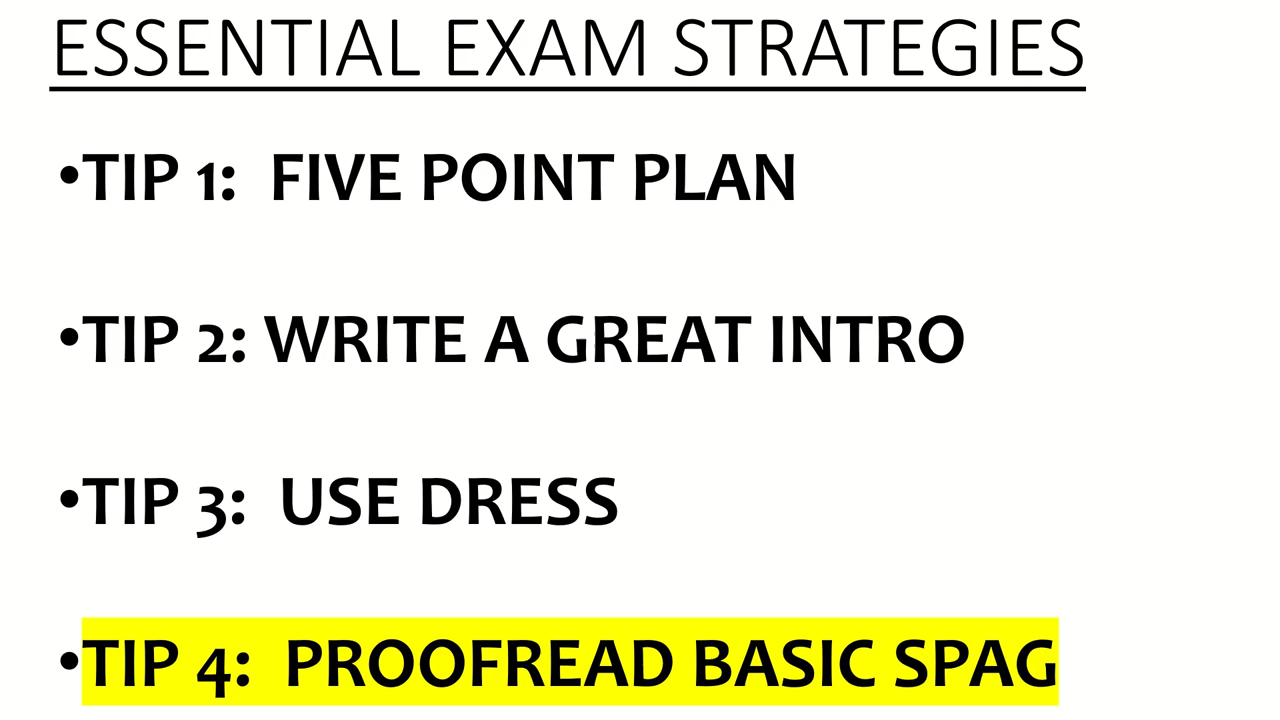 ESSENTIAL EXAM STRATEGIES
•TIP 1:  FIVE POINT PLAN
•TIP 2: WRITE A GREAT INTRO
•TIP 3:  USE DRESS
•TIP 4:  PROOFREAD BASIC SPAG